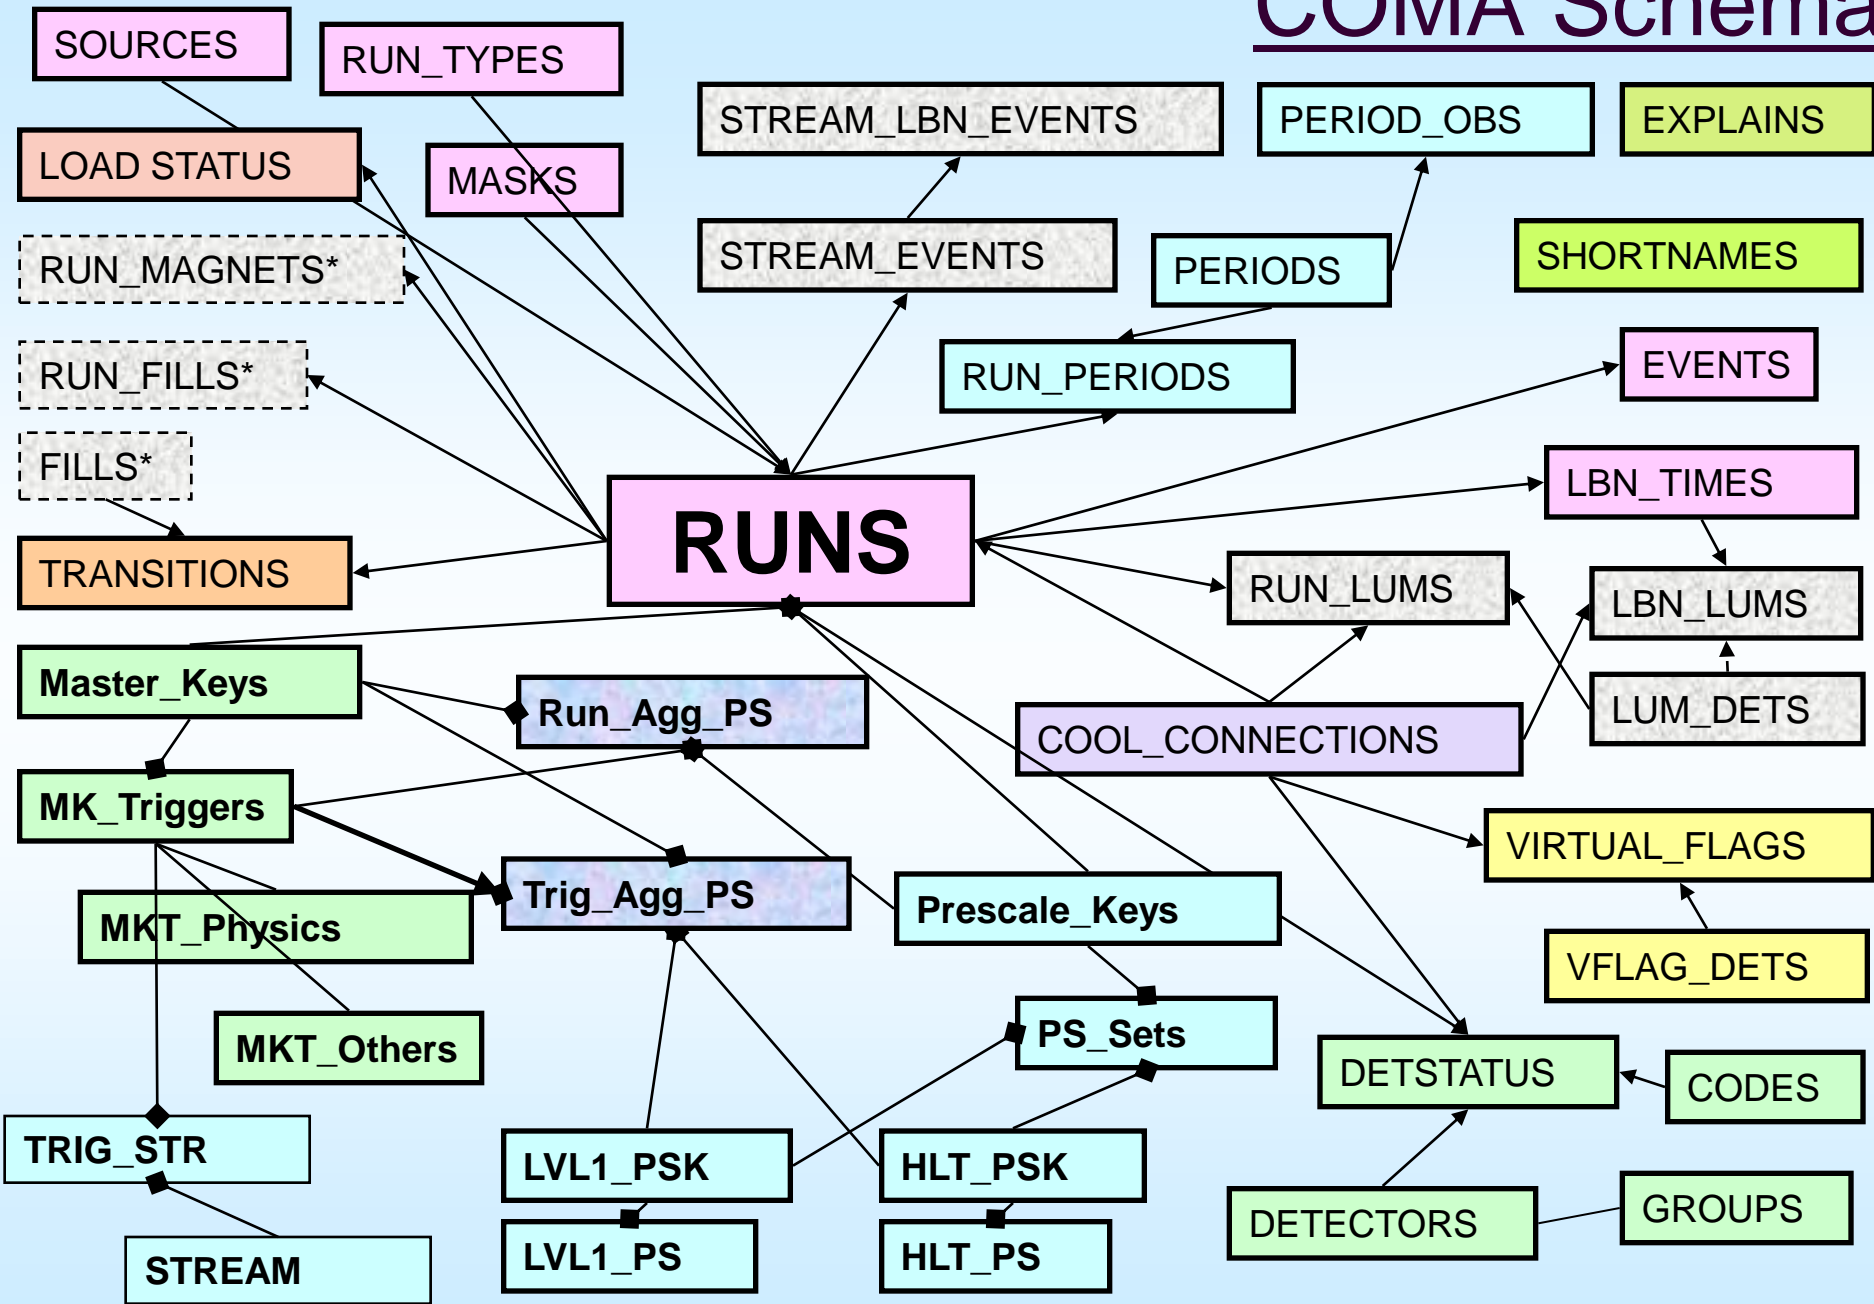 COMA Schema
SOURCES
RUN_TYPES
STREAM_LBN_EVENTS
PERIOD_OBS
EXPLAINS
LOAD STATUS
MASKS
RUN_MAGNETS*
STREAM_EVENTS
PERIODS
SHORTNAMES
RUN_FILLS*
RUN_PERIODS
EVENTS
FILLS*
LBN_TIMES
RUNS
TRANSITIONS
RUN_LUMS
LBN_LUMS
Master_Keys
Run_Agg_PS
COOL_CONNECTIONS
LUM_DETS
MK_Triggers
VIRTUAL_FLAGS
Trig_Agg_PS
Prescale_Keys
MKT_Physics
VFLAG_DETS
MKT_Others
PS_Sets
DETSTATUS
CODES
TRIG_STR
LVL1_PSK
HLT_PSK
DETECTORS
GROUPS
LVL1_PS
HLT_PS
STREAM